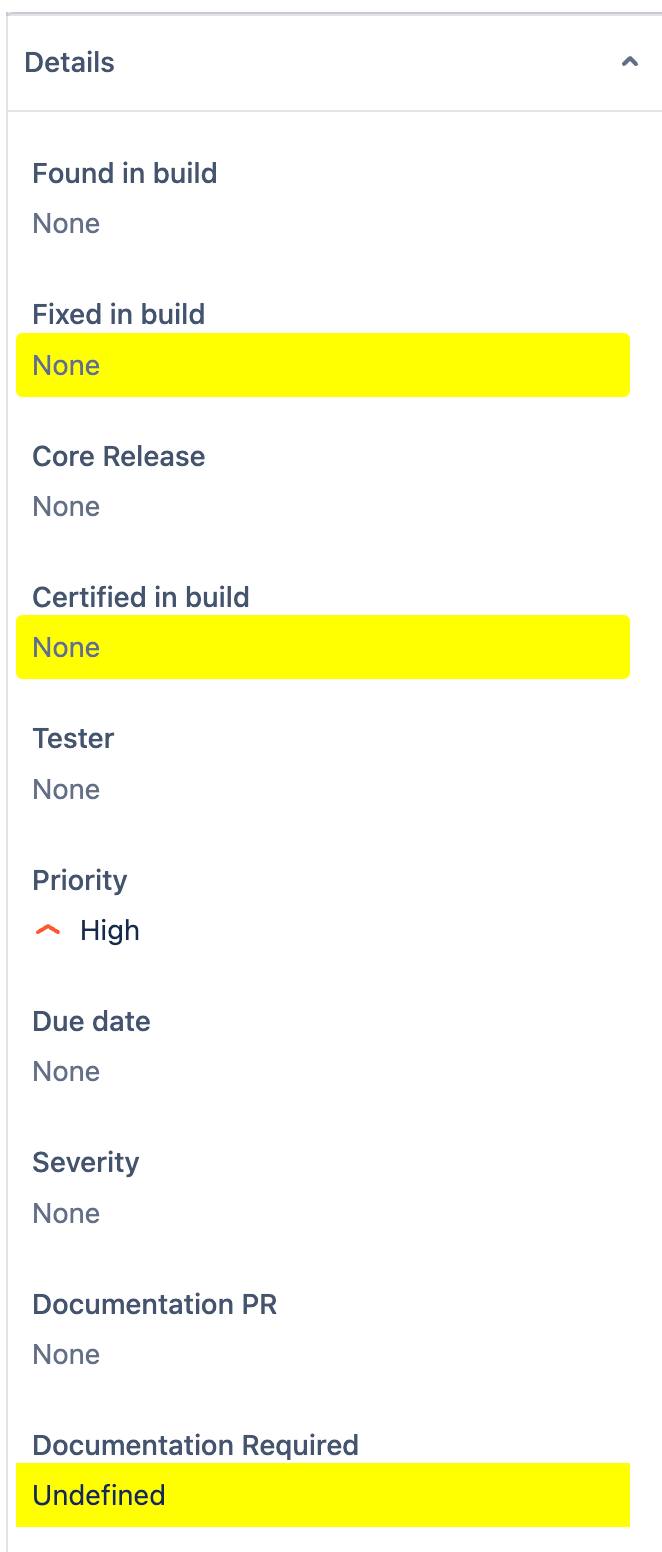 Details
Found in build
None
Fixed in build
None
Core Release
None
Certified in build
None
Tester
None
Priority
High
Due date
None
Severity
None
Documentation PR
None
Documentation Required
Undefined